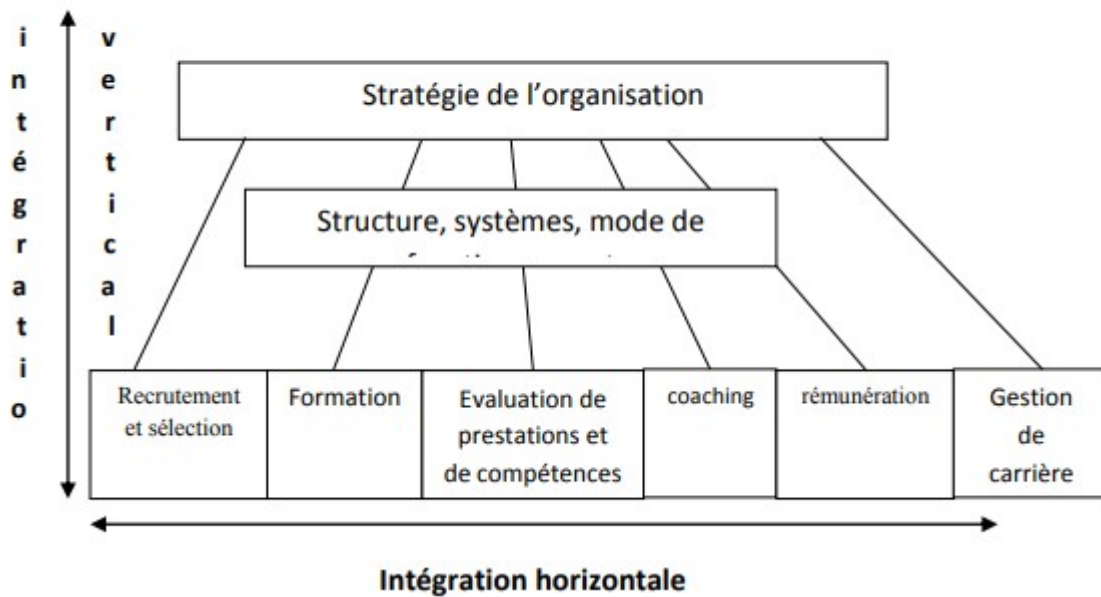 intégratio
vertical
Stratégie de l'organisation
Structure, systèmes, mode de
Recrutement
et sélection
Formation
Evaluation de
prestations et
de compétences
coaching
rémunération
Gestion
de
carrière
Intégration horizontale